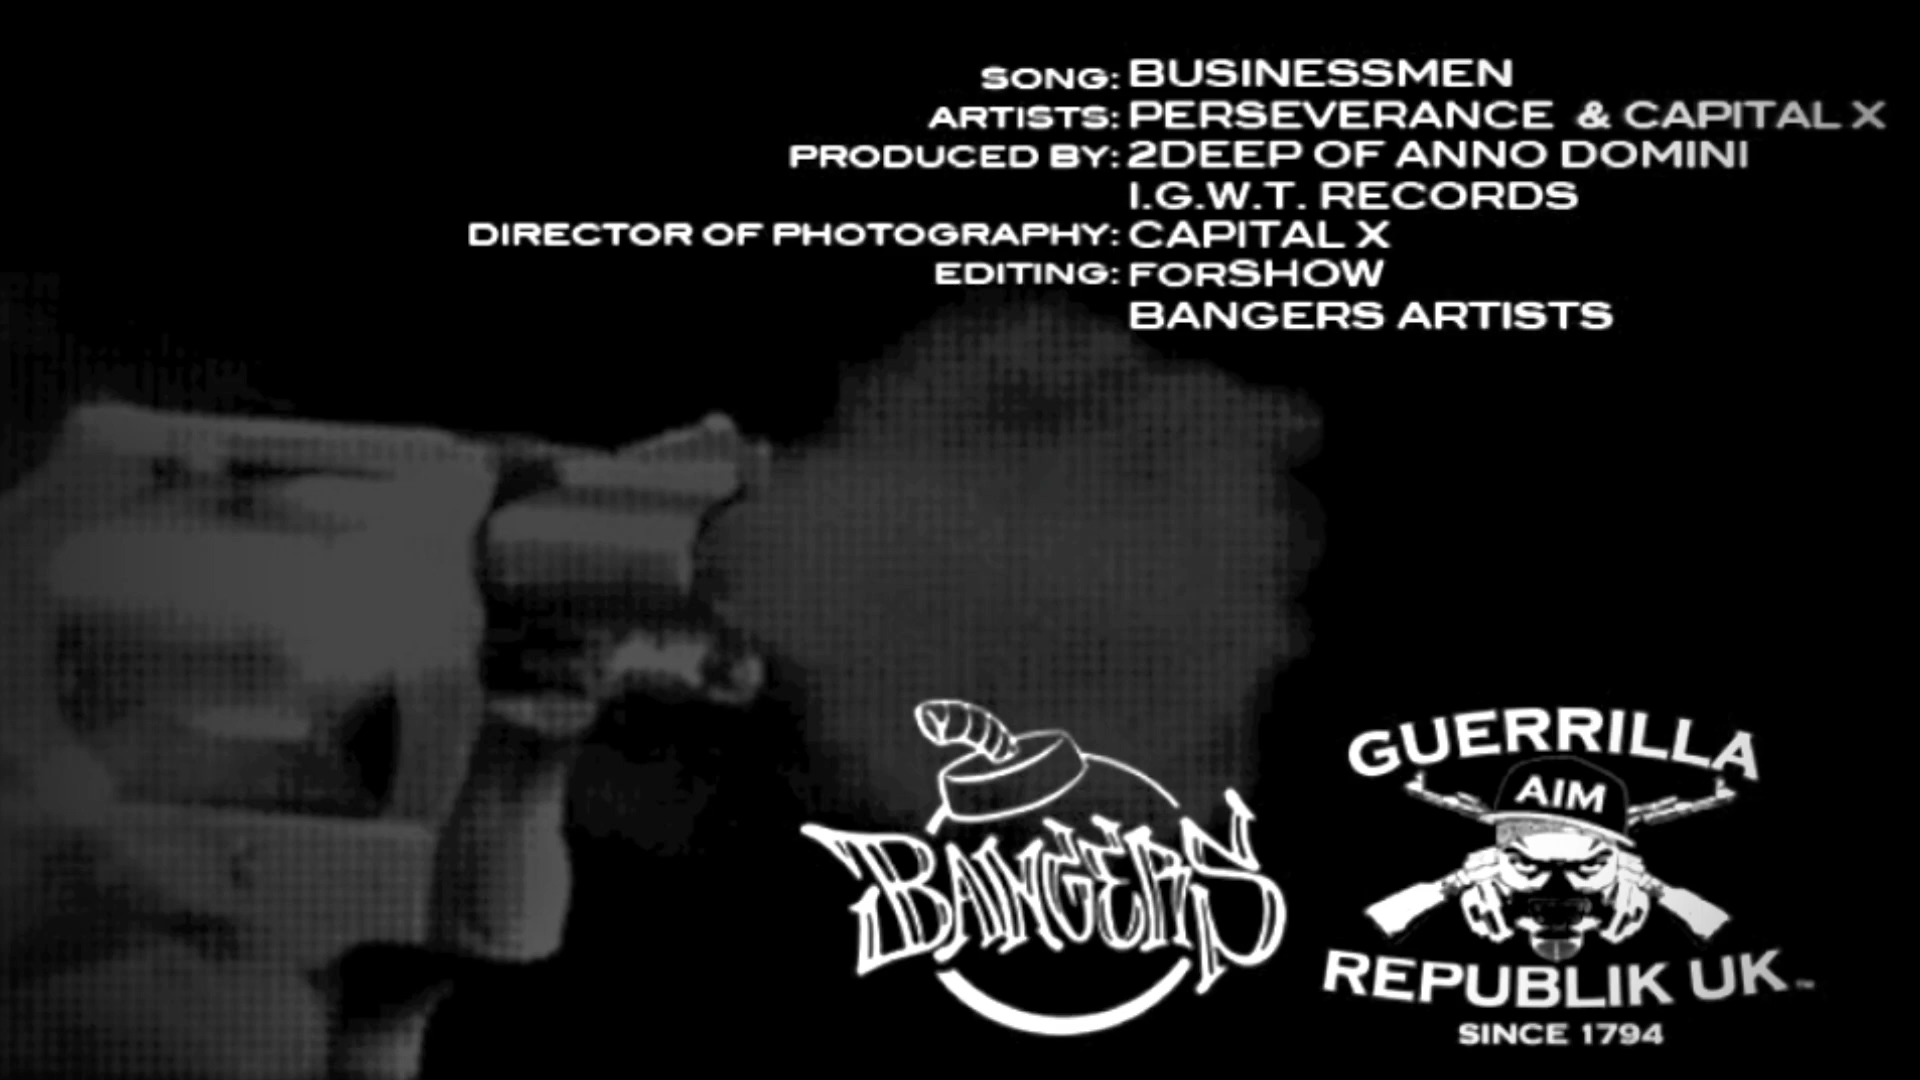 SONG: BUSINESSMEN
ARTISTS: PERSEVERANCE & CAPITAL X
PRODUCED BY: 2DEEP OF ANNO DOMINI
I.G.W.T. RECORDS
DIRECTOR OF PHOTOGRAPHY: CAPITAL X
EDITING: FORSHOW
BANGERS ARTISTS
BANGERS
GUERRILLA
AIM
REPUBLIK UK™
SINCE 1794